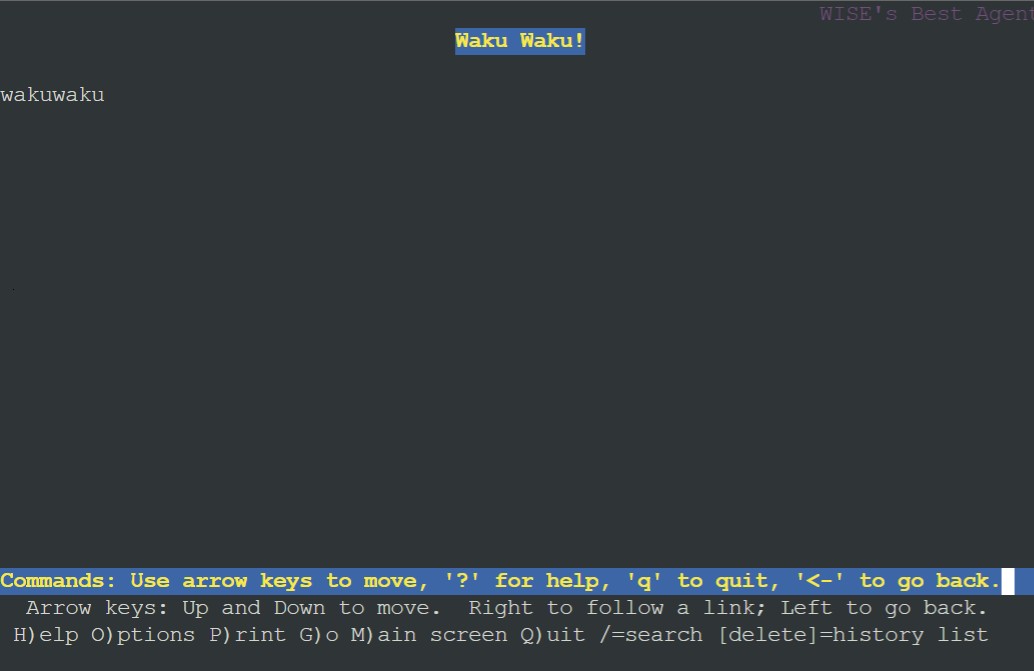 WISE's Best Agent
Waku Waku!
wakuwaku
Commands: Use arrow keys to move, '?' for help, 'q' to quit, '<-' to go back.
Arrow keys: Up and Down to move.  Right to follow a link; Left to go back.
H)elp O)ptions P)rint G)o M)ain screen Q)uit /=search [delete]=history list